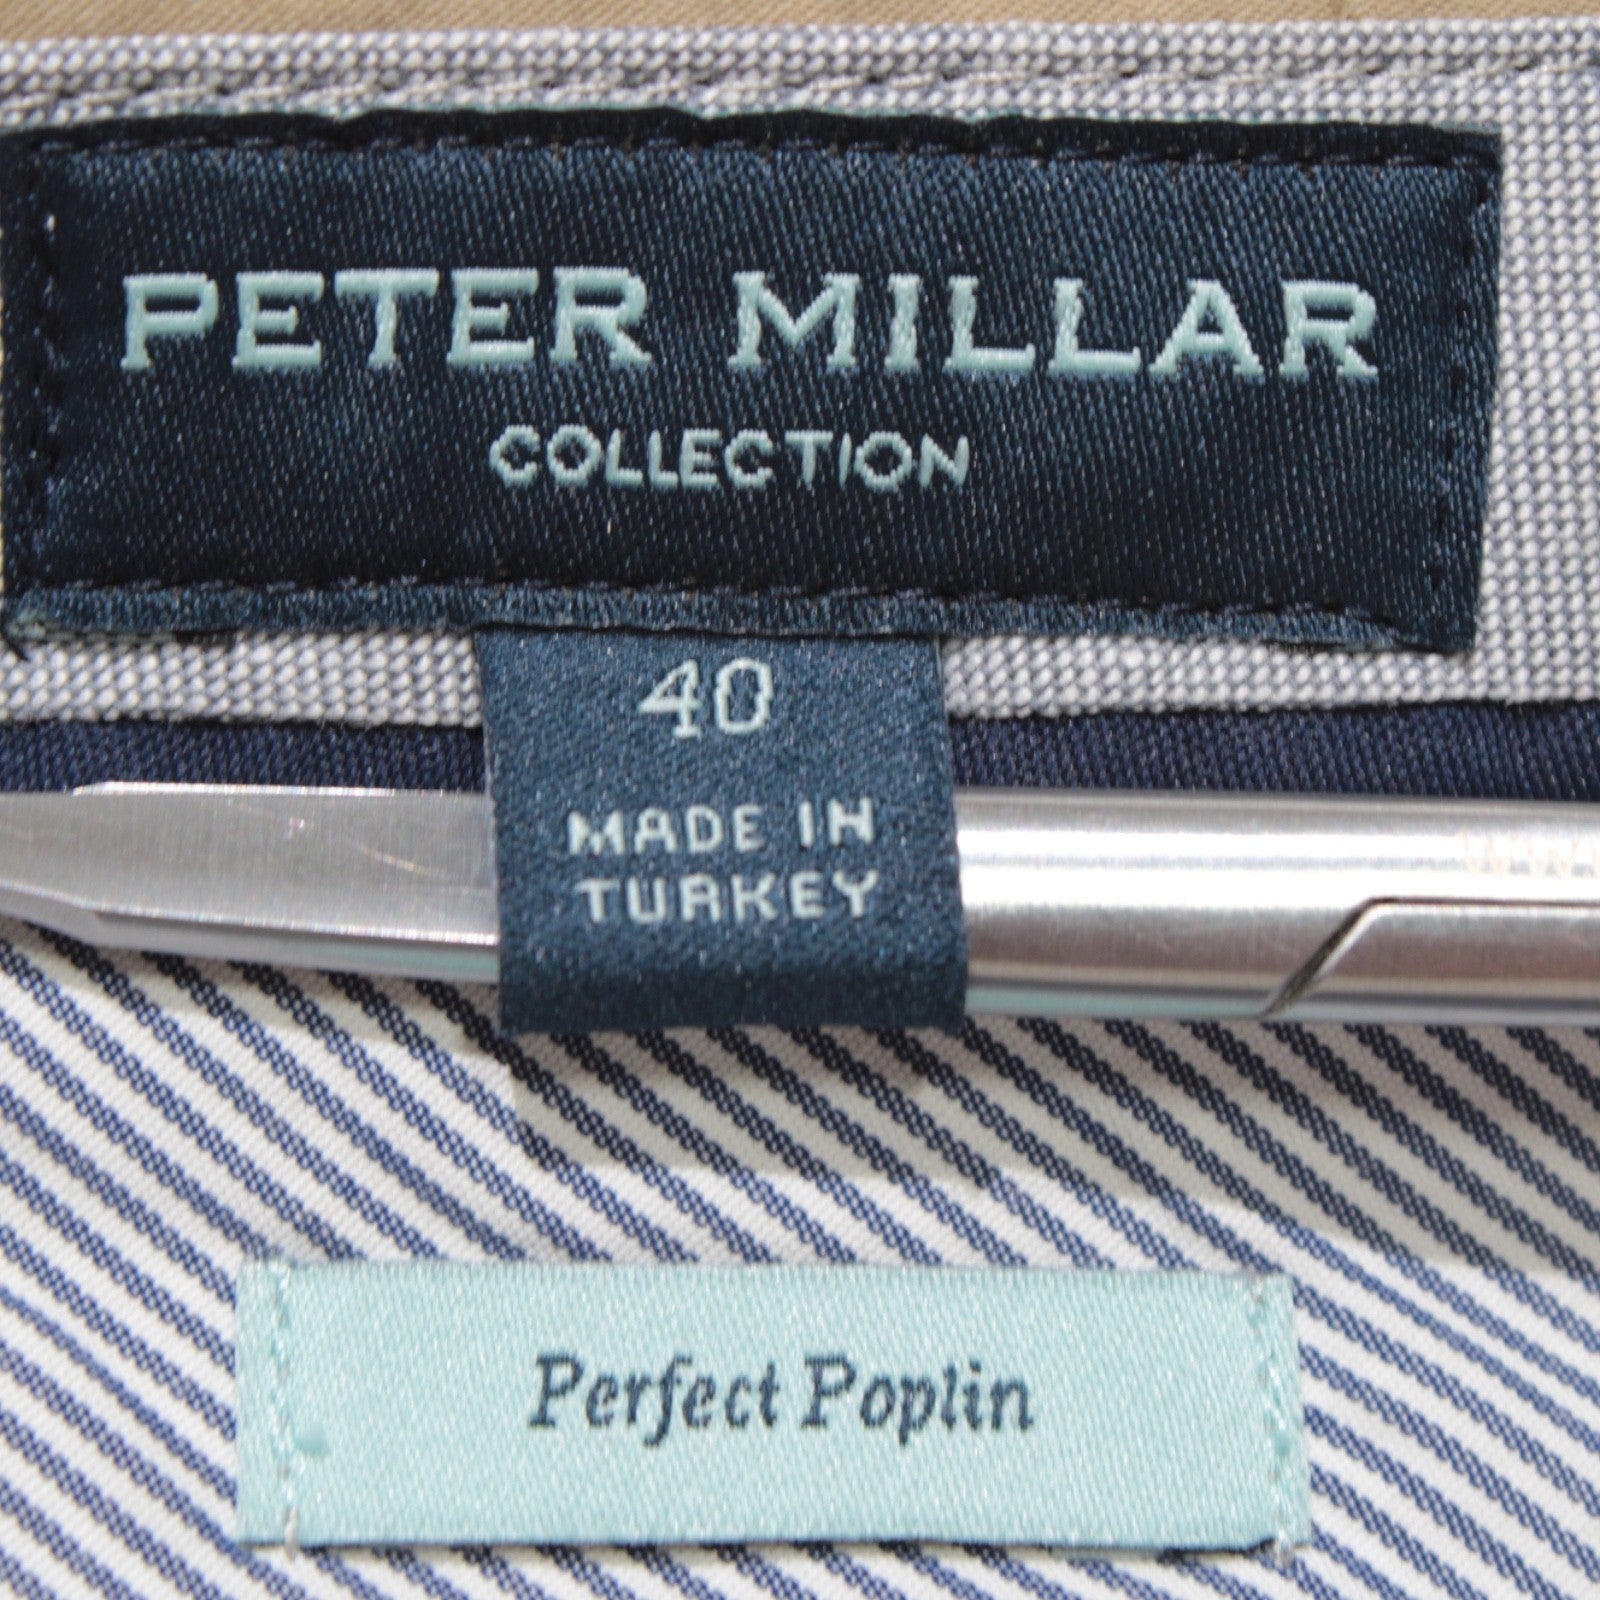 PETER MILLAR
COLLECTION
40
MADE IN
TURKEY
Perfect Poplin